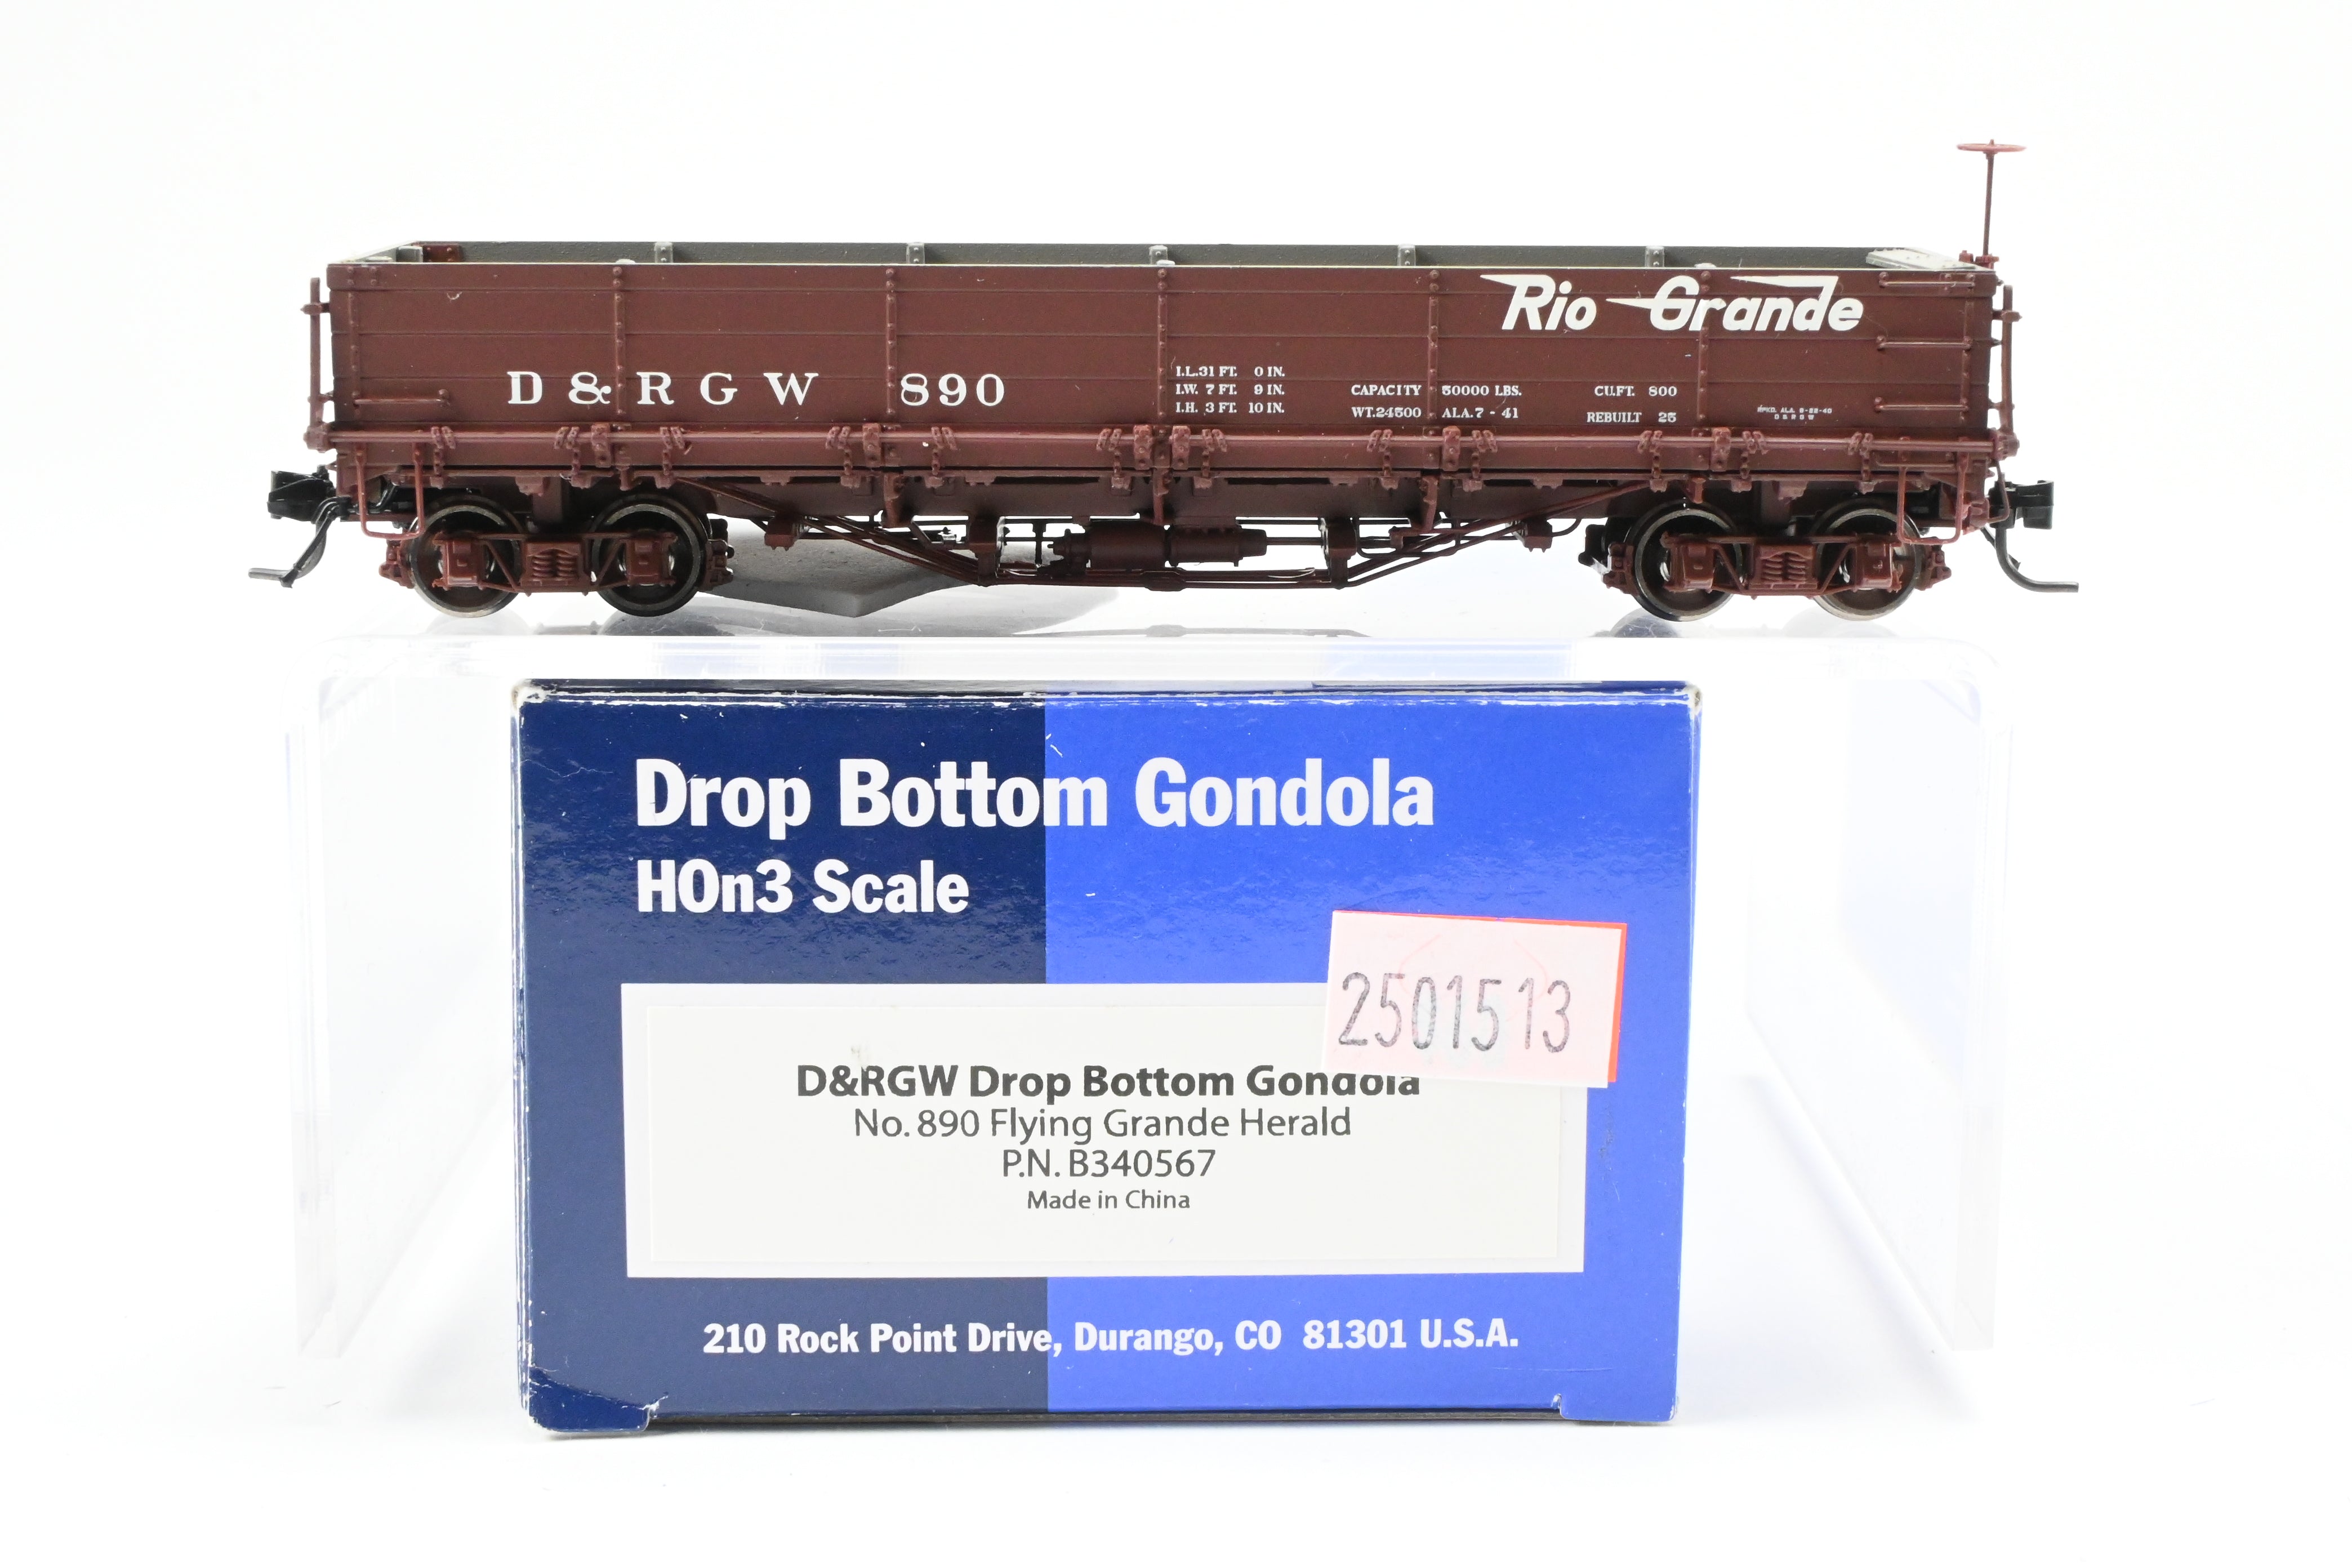 Rio Grande
D & R G W 890
I.L. 31 FT. 0 IN.
I.W. 7 FT. 9 IN.
I.H. 3 FT. 10 IN.
CAPACITY 50000 LBS.
WT. 24500 ALA. 7 - 41
CU.FT. 800
REBUILT 25
D & R G W
Drop Bottom Gondola
HOn3 Scale
2501513
D&RGW Drop Bottom Gondola
No. 890 Flying Grande Herald
P.N. B340567
Made in China
210 Rock Point Drive, Durango, CO 81301 U.S.A.